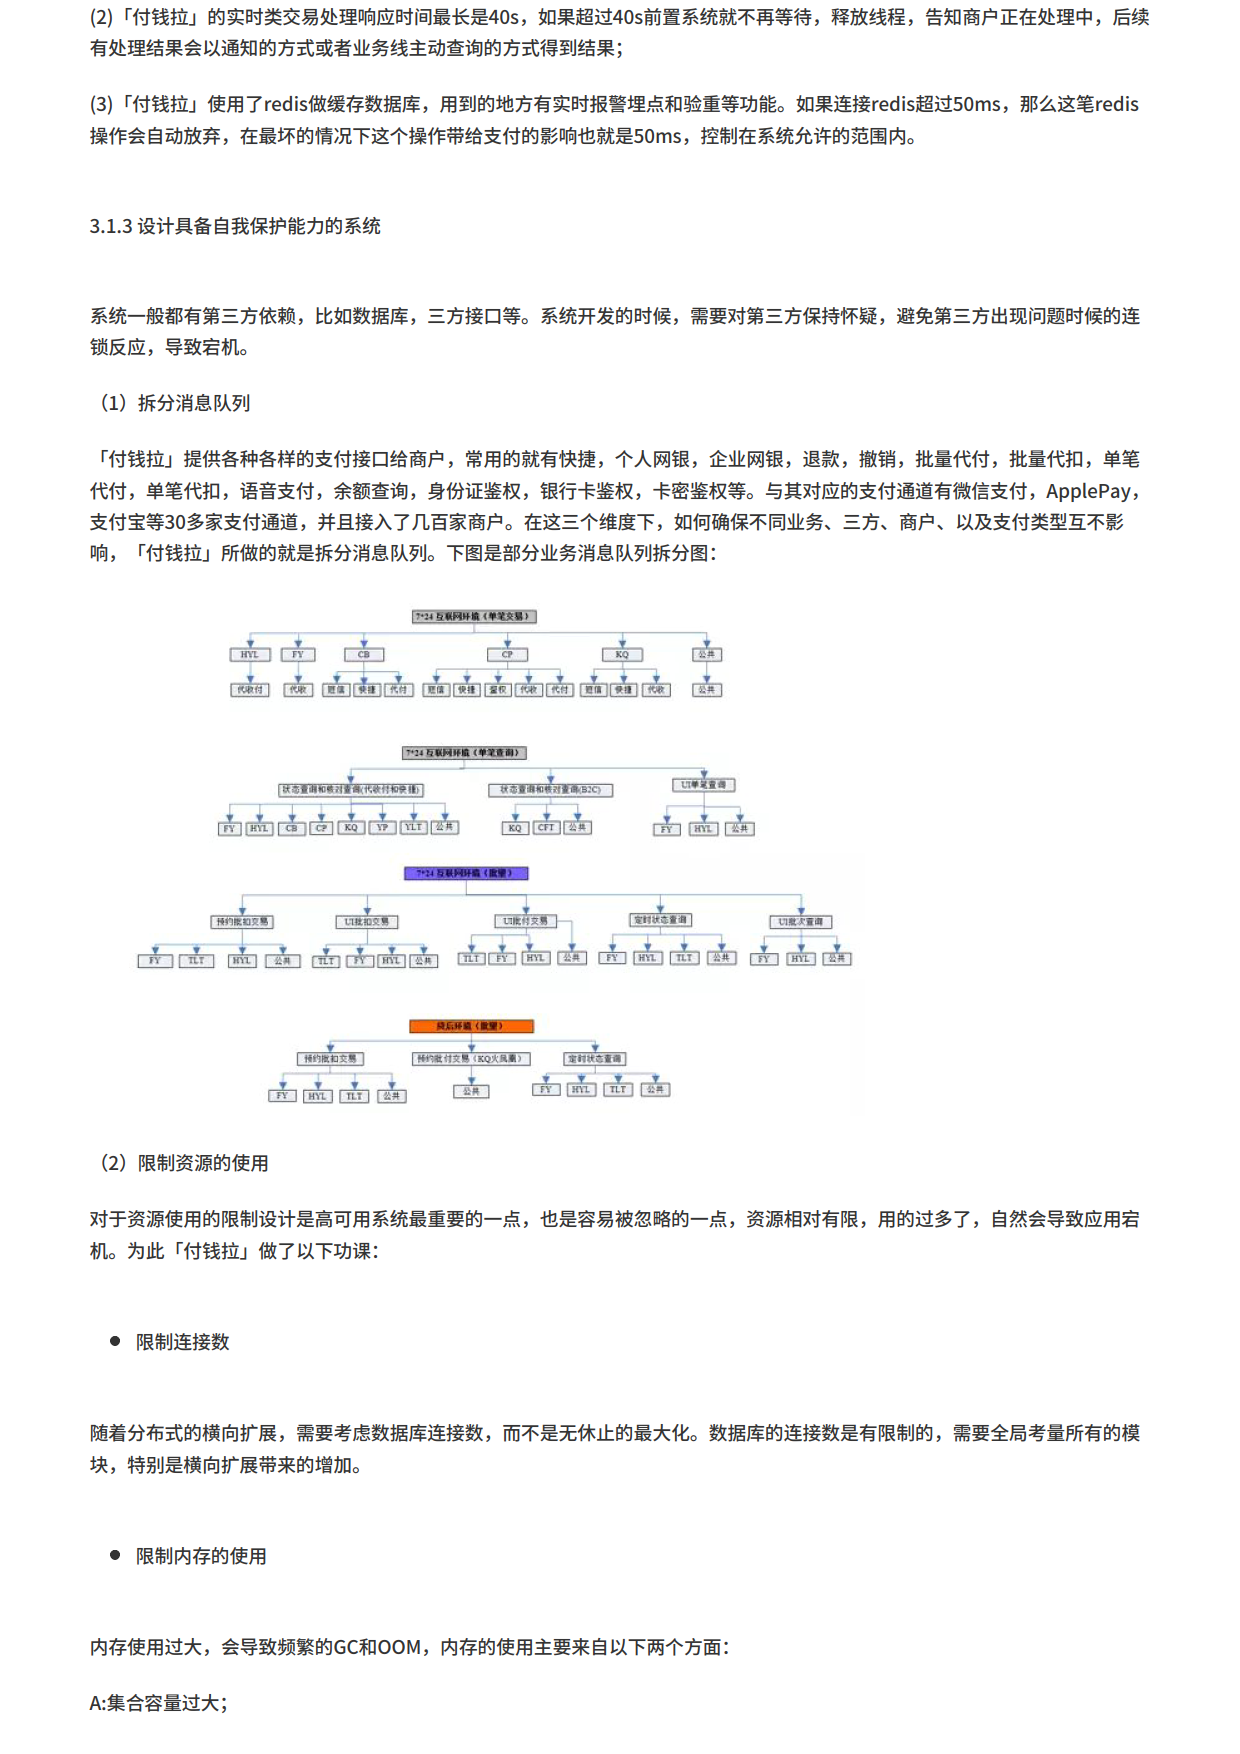 (2)「付钱拉」的实时类交易处理响应时间最长是40s，如果超过40s前置系统就不再等待，释放线程，告知商户正在处理中，后续
有处理结果会以通知的方式或者业务线主动查询的方式得到结果；
(3)「付钱拉」使用了redis做缓存数据库，用到的地方有实时报警埋点和验重等功能。如果连接redis超过50ms，那么这笔redis
操作会自动放弃，在最坏的情况下这个操作带给支付的影响也就是50ms，控制在系统允许的范围内。
3.1.3 设计具备自我保护能力的系统
系统一般都有第三方依赖，比如数据库，三方接口等。系统开发的时候，需要对第三方保持怀疑，避免第三方出现问题时候的连
锁反应，导致宕机。
（1）拆分消息队列
「付钱拉」提供各种各样的支付接口给商户，常用的就有快捷，个人网银，企业网银，退款，撤销，批量代付，批量代扣，单笔
代付，单笔代扣，语音支付，余额查询，身份证鉴权，银行卡鉴权，卡密鉴权等。与其对应的支付通道有微信支付，ApplePay，
支付宝等30多家支付通道，并且接入了几百家商户。在这三个维度下，如何确保不同业务、三方、商户、以及支付类型互不影
响，「付钱拉」所做的就是拆分消息队列。下图是部分业务消息队列拆分图：
7*24 互联网环境（单笔交易）
HYL FY CB CP KQ 公共
代收付 代收 短信 快捷 代付 短信 快捷 鉴权 代收 代付 短信 快捷 代收 公共
7*24 互联网环境（单笔查询）
状态查询和核对查询(代收付和快捷) 状态查询和核对查询(B2C) UI单笔查询
FY HYL CB CP KQ YP YLT 公共 KQ CFT 公共 FY HYL 公共
7*24 互联网环境（批量）
预约批扣交易 UI批扣交易 UI批付交易 定时状态查询 UI批次查询
FY TLT HYL 公共 TLT FY HYL 公共 TLT FY HYL 公共 FY HYL TLT 公共 FY HYL 公共
贷后环境（批量）
预约批扣交易 预约批付交易（KQ火凤凰） 定时状态查询
FY HYL TLT 公共 公共 FY HYL TLT 公共
（2）限制资源的使用
对于资源使用的限制设计是高可用系统最重要的一点，也是容易被忽略的一点，资源相对有限，用的过多了，自然会导致应用宕
机。为此「付钱拉」做了以下功课：
● 限制连接数
随着分布式的横向扩展，需要考虑数据库连接数，而不是无休止的最大化。数据库的连接数是有限制的，需要全局考量所有的模
块，特别是横向扩展带来的增加。
● 限制内存的使用
内存使用过大，会导致频繁的GC和OOM，内存的使用主要来自以下两个方面：
A:集合容量过大；